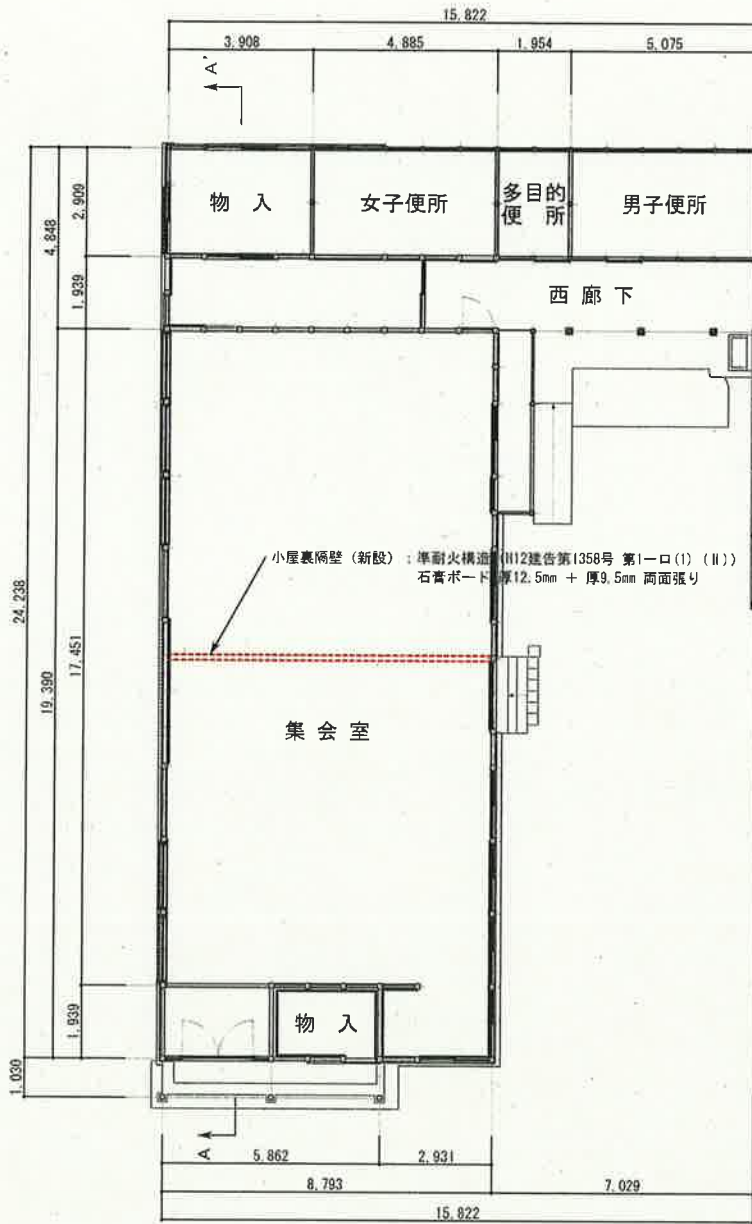 15,822
3,908 4,885 1,954 5,075
A'
物 入
女子便所
多目的
便 所
男子便所
2,909
4,848
1,939
西 廊 下
小屋裏隔壁 (新設) : 準耐火構造 (H12建告第1358号 第1一ロ(1) (Ⅱ))
石膏ボード 厚12.5mm + 厚9.5mm 両面張り
24,238
19,390
17,451
集 会 室
物 入
1,939
1,030
A
5,862 2,931
8,793 7,029
15,822